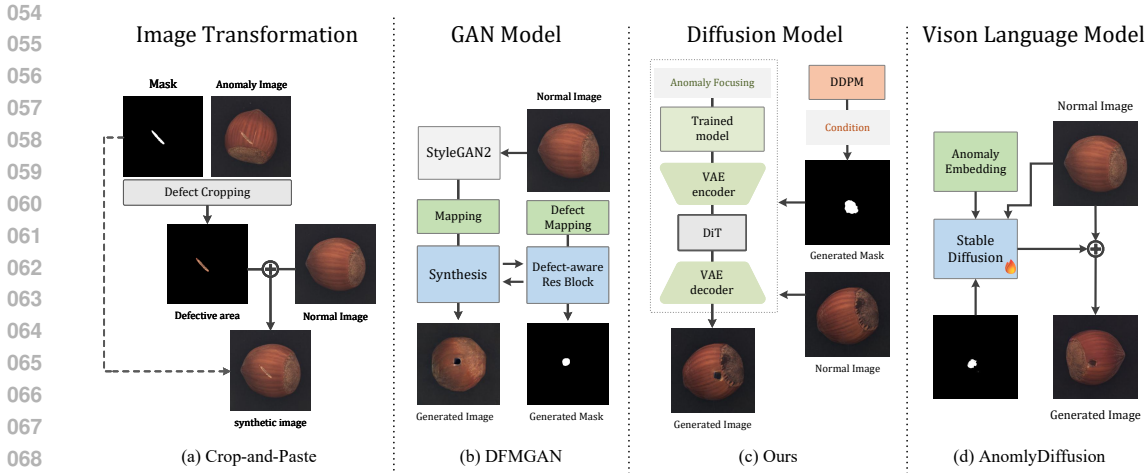 054
055
056
057
058
059
060
061
062
063
064
065
066
067
068
Image Transformation
Mask
Anomaly Image
Defect Cropping
Defective area
Normal Image
synthetic image
(a) Crop-and-Paste
GAN Model
Normal Image
StyleGAN2
Mapping
Defect
Mapping
Synthesis
Defect-aware
Res Block
Generated Image
Generated Mask
(b) DFMGAN
Diffusion Model
Anomaly Focusing
DDPM
Trained
model
Condition
VAE
encoder
DiT
Generated Mask
VAE
decoder
Normal Image
Generated Image
(c) Ours
Vison Language Model
Normal Image
Anomaly
Embedding
Stable
Diffusion
Generated Image
(d) AnomlyDiffusion